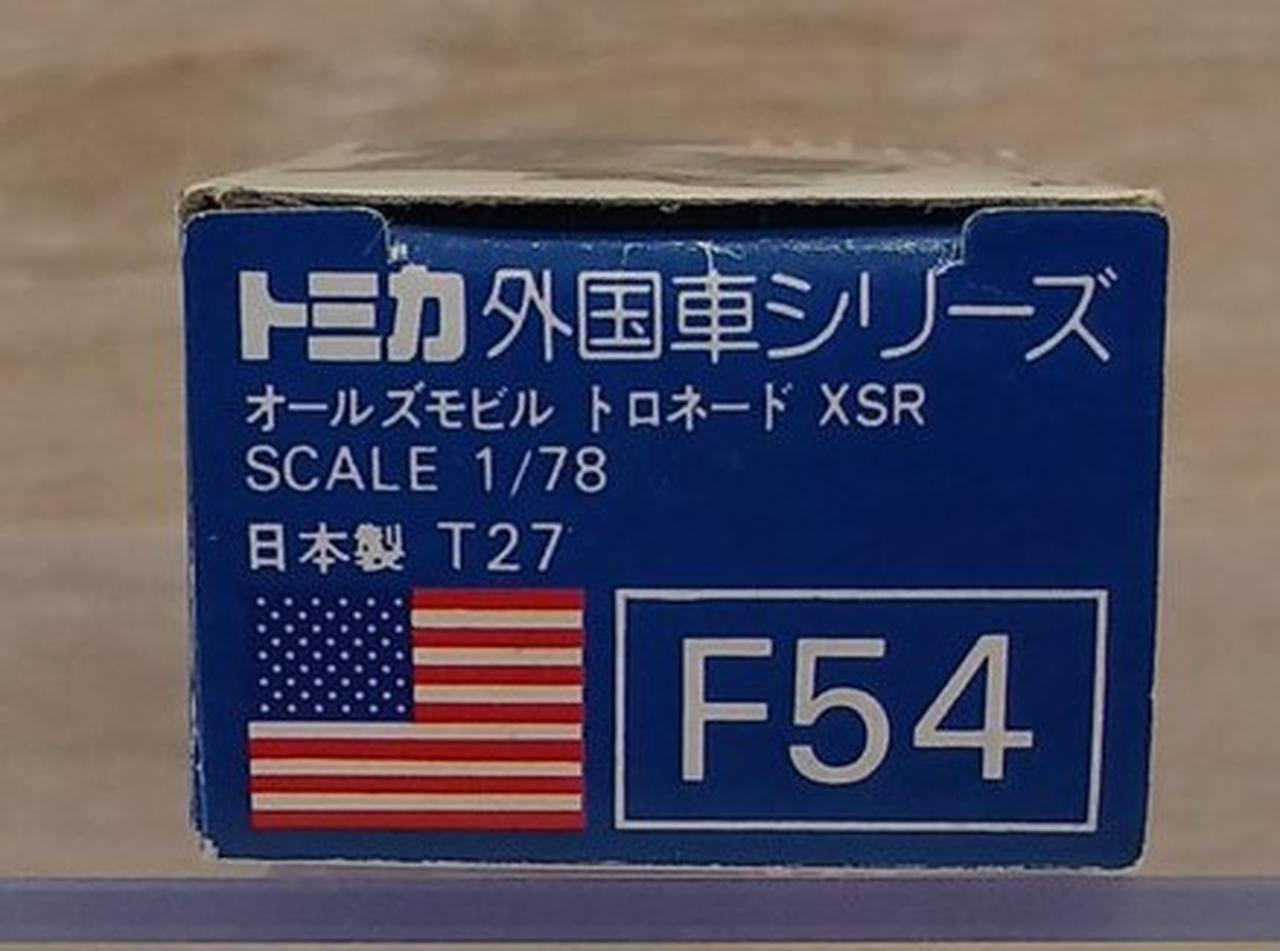 トミカ外国車シリーズ
オールズモビル トロネード XSR
SCALE 1/78
日本製 T27
F54